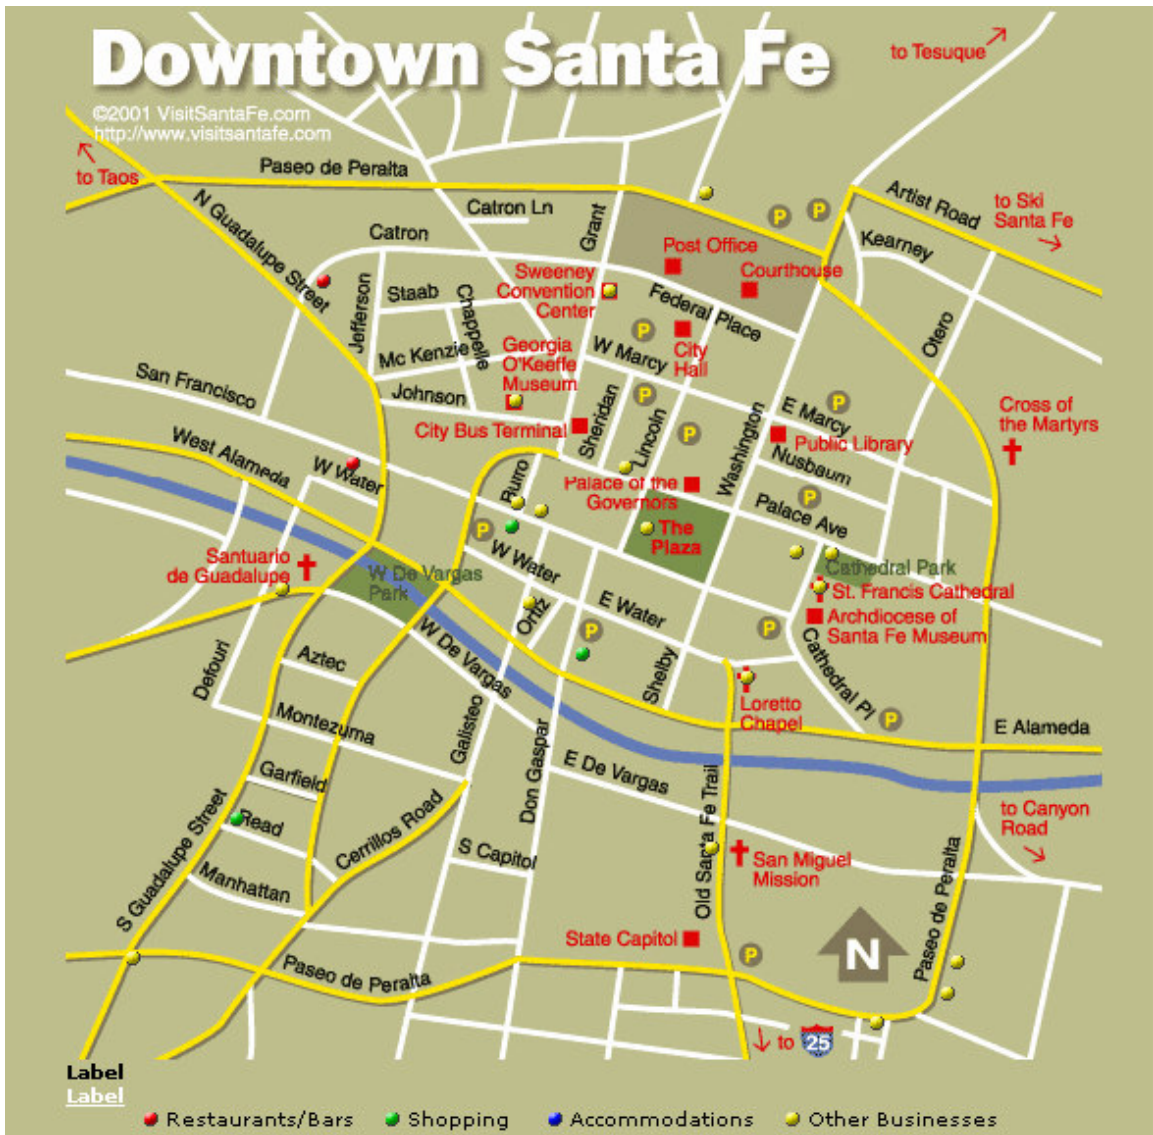 Downtown Santa Fe
©2001 VisitSantaFe.com
http://www.visitsantafe.com
to Tesuque
to Taos
Paseo de Peralta
P
P
Artist Road
to Ski
Santa Fe
N Guadalupe Street
Catron Ln
Grant
Catron
Kearney
Post Office
Courthouse
Sweeney
Convention
Center
Federal Place
Jefferson
Staab
Chappelle
Otero
P
City
Hall
W Marcy
Georgia
O'Keeffe
Museum
Mc Kenzie
San Francisco
Johnson
Sheridan
P
Lincoln
P
E Marcy
P
Cross of
the Martyrs
City Bus Terminal
Washington
Public Library
West Alameda
W Water
Nusbaum
Burro
Palace of the
Governors
P
Palace Ave
P
W Water
The
Plaza
Santuario
de Guadalupe
W De Vargas
Park
Cathedral Park
St. Francis Cathedral
Ortiz
E Water
P
P
Archdiocese of
Santa Fe Museum
W De Vargas
Defouri
Aztec
Shelby
Cathedral Pl
Loretto
Chapel
P
Montezuma
Galisteo
Don Gaspar
E Alameda
E De Vargas
Garfield
Old Santa Fe Trail
to Canyon
Road
S Guadalupe Street
Read
Cerrillos Road
S Capitol
San Miguel
Mission
Manhattan
Paseo de Peralta
State Capitol
P
N
Paseo de Peralta
to 25
Label
Label
Restaurants/Bars
Shopping
Accommodations
Other Businesses